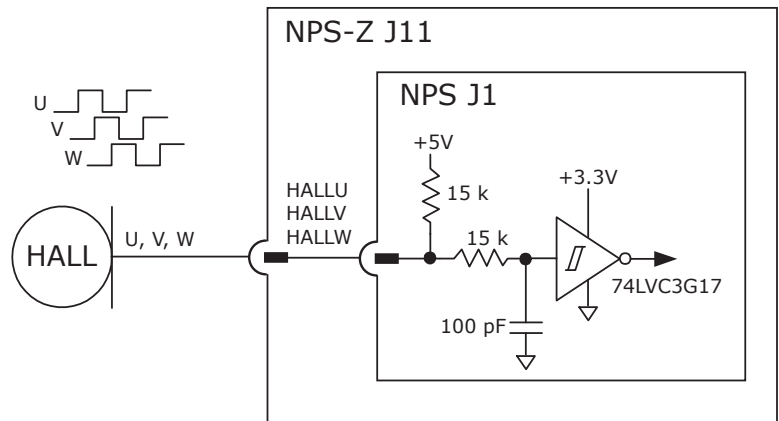 NPS-Z J11
NPS J1
U
V
W
+5V
+3.3V
HALLU
HALLV
HALLW
15 k
15 k
HALL
U, V, W
74LVC3G17
100 pF